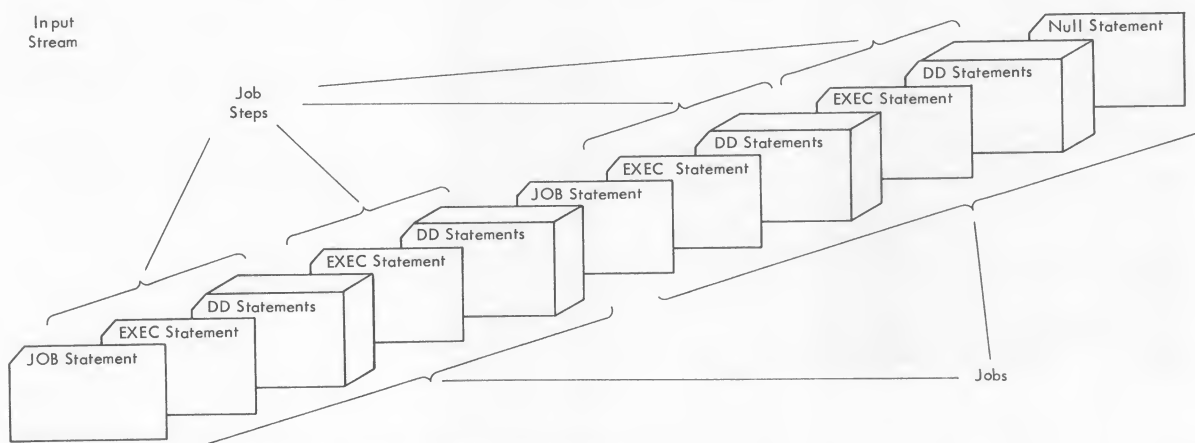 Input
Stream
Null Statement
DD Statements
EXEC Statement
Job
Steps
DD Statements
EXEC Statement
JOB Statement
DD Statements
EXEC Statement
DD Statements
EXEC Statement
JOB Statement
Jobs